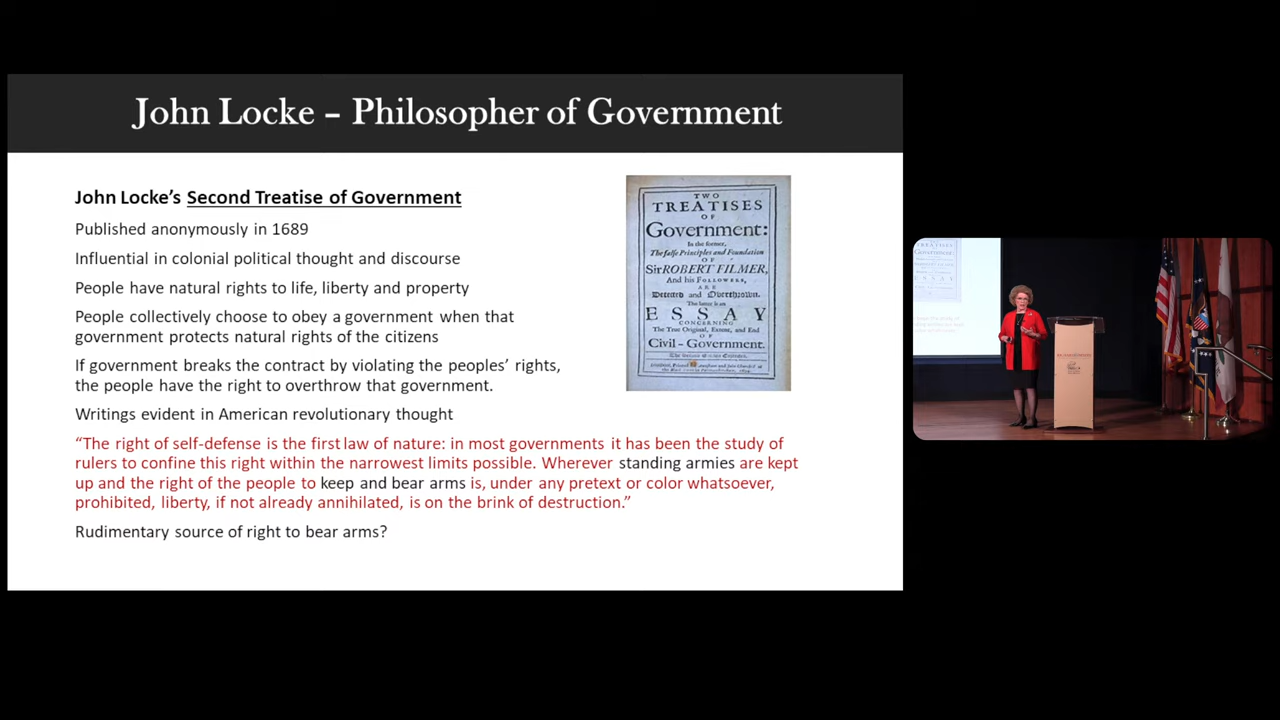 John Locke – Philosopher of Government
John Locke's Second Treatise of Government
Published anonymously in 1689
Influential in colonial political thought and discourse
People have natural rights to life, liberty and property
People collectively choose to obey a government when that
government protects natural rights of the citizens
If government breaks the contract by violating the peoples' rights,
the people have the right to overthrow that government.
Writings evident in American revolutionary thought
“The right of self-defense is the first law of nature: in most governments it has been the study of
rulers to confine this right within the narrowest limits possible. Wherever standing armies are kept
up and the right of the people to keep and bear arms is, under any pretext or color whatsoever,
prohibited, liberty, if not already annihilated, is on the brink of destruction.”
Rudimentary source of right to bear arms?
TWO
TREATISES
OF
Government:
In the former,
The false Principles and Foundation
OF
Sir ROBERT FILMER,
And his FOLLOWERS,
ARE
Detected and Overthrown.
The latter is an
ESSAY
CONCERNING
The True Original, Extent, and End
OF
Civil-Government.